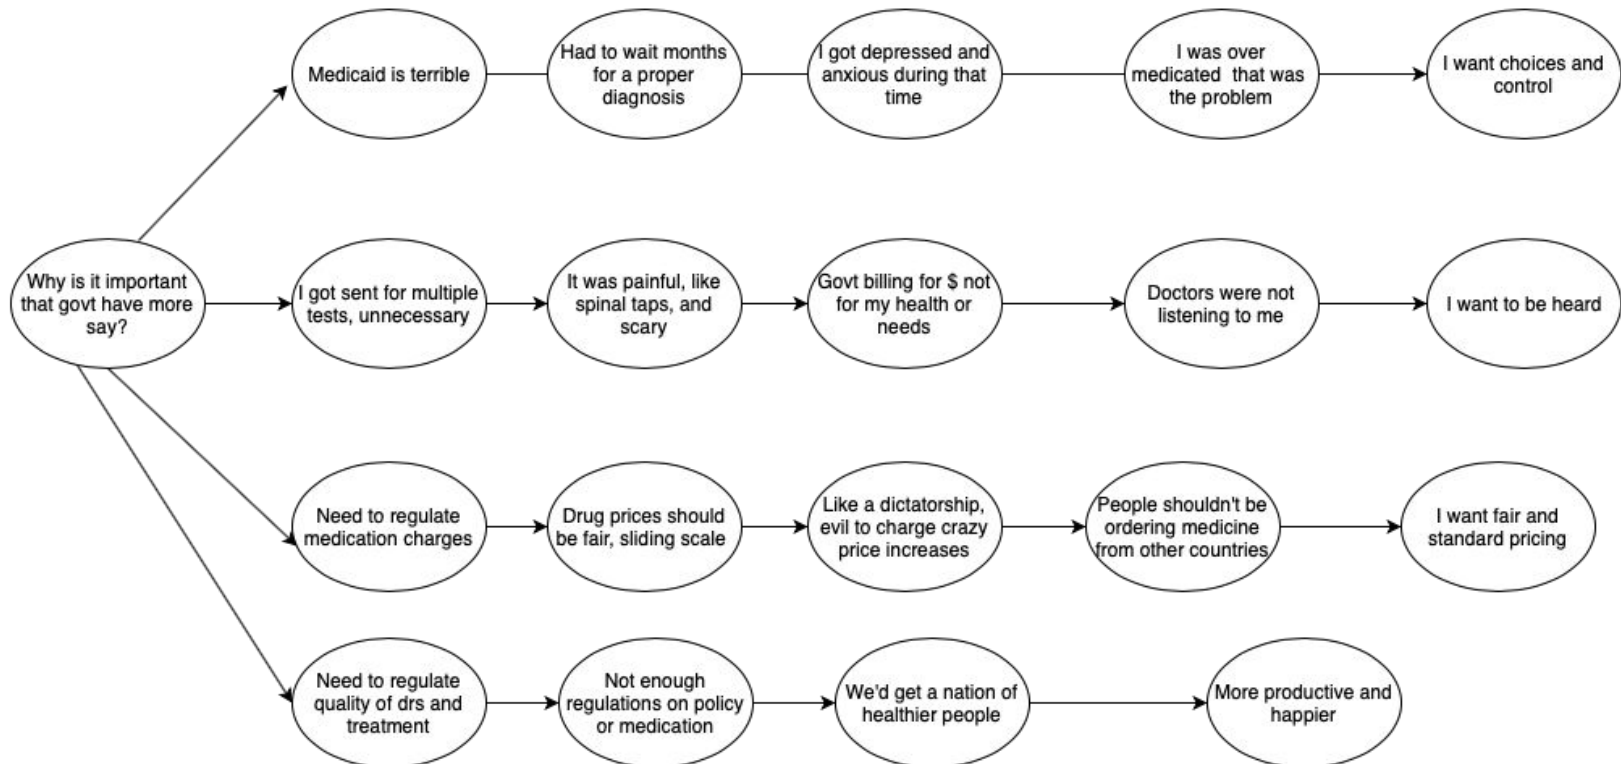 Medicaid is terrible
Had to wait months
for a proper
diagnosis
I got depressed and
anxious during that
time
I was over
medicated  that was
the problem
I want choices and
control
Why is it important
that govt have more
say?
I got sent for multiple
tests, unnecessary
It was painful, like
spinal taps, and
scary
Govt billing for $ not
for my health or
needs
Doctors were not
listening to me
I want to be heard
Need to regulate
medication charges
Drug prices should
be fair, sliding scale
Like a dictatorship,
evil to charge crazy
price increases
People shouldn't be
ordering medicine
from other countries
I want fair and
standard pricing
Need to regulate
quality of drs and
treatment
Not enough
regulations on policy
or medication
We'd get a nation of
healthier people
More productive and
happier